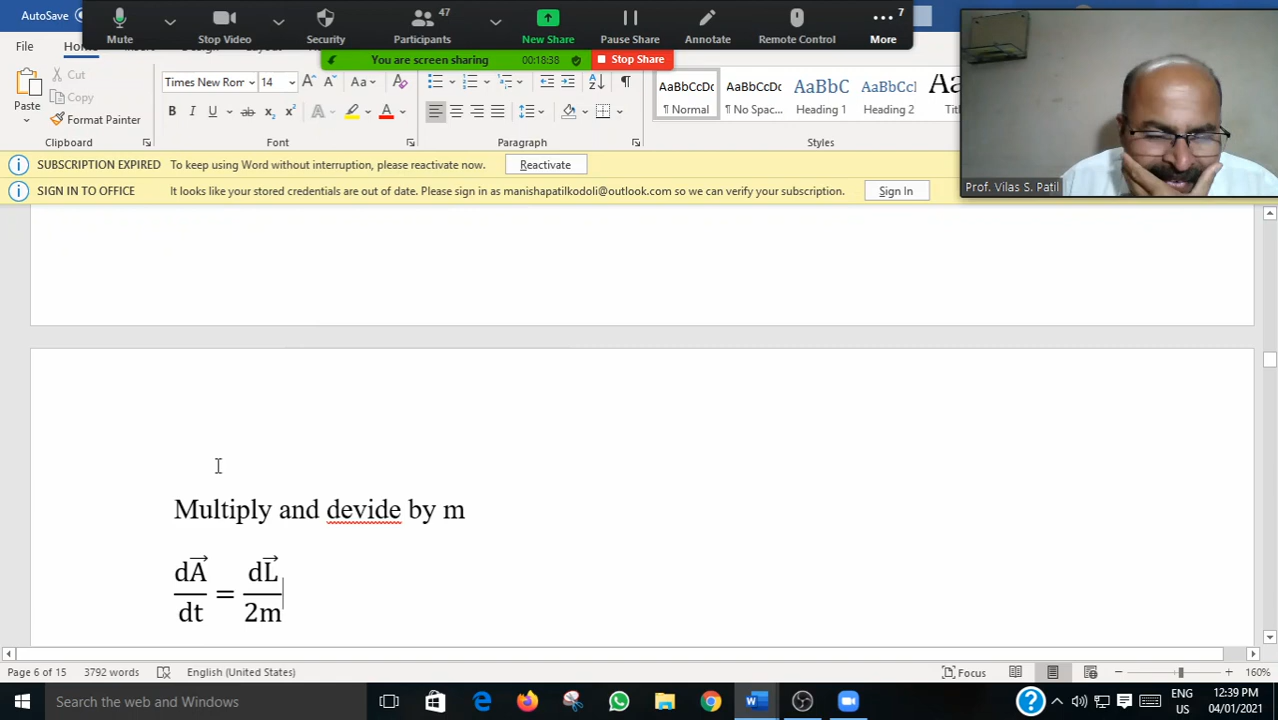 AutoSave
Mute
Stop Video
Security
47
Participants
New Share
Pause Share
Annotate
Remote Control
7
More
You are screen sharing
00:18:38
Stop Share
File
Home
Cut
Copy
Paste
Format Painter
Clipboard
Times New Rom
14
Aa
B I U ab x₂ x² A A
Font
Paragraph
AaBbCcDc
¶ Normal
AaBbCcDc
¶ No Spac...
AaBbC
Heading 1
AaBbCcI
Heading 2
Styles
SUBSCRIPTION EXPIRED To keep using Word without interruption, please reactivate now. Reactivate
SIGN IN TO OFFICE It looks like your stored credentials are out of date. Please sign in as manishapatilkodoli@outlook.com so we can verify your subscription. Sign In
Prof. Vilas S. Patil
Multiply and devide by m
dA⃗/dt = dL⃗/2m
Page 6 of 15 3792 words English (United States) Focus 160%
Search the web and Windows
ENG
US
12:39 PM
04/01/2021